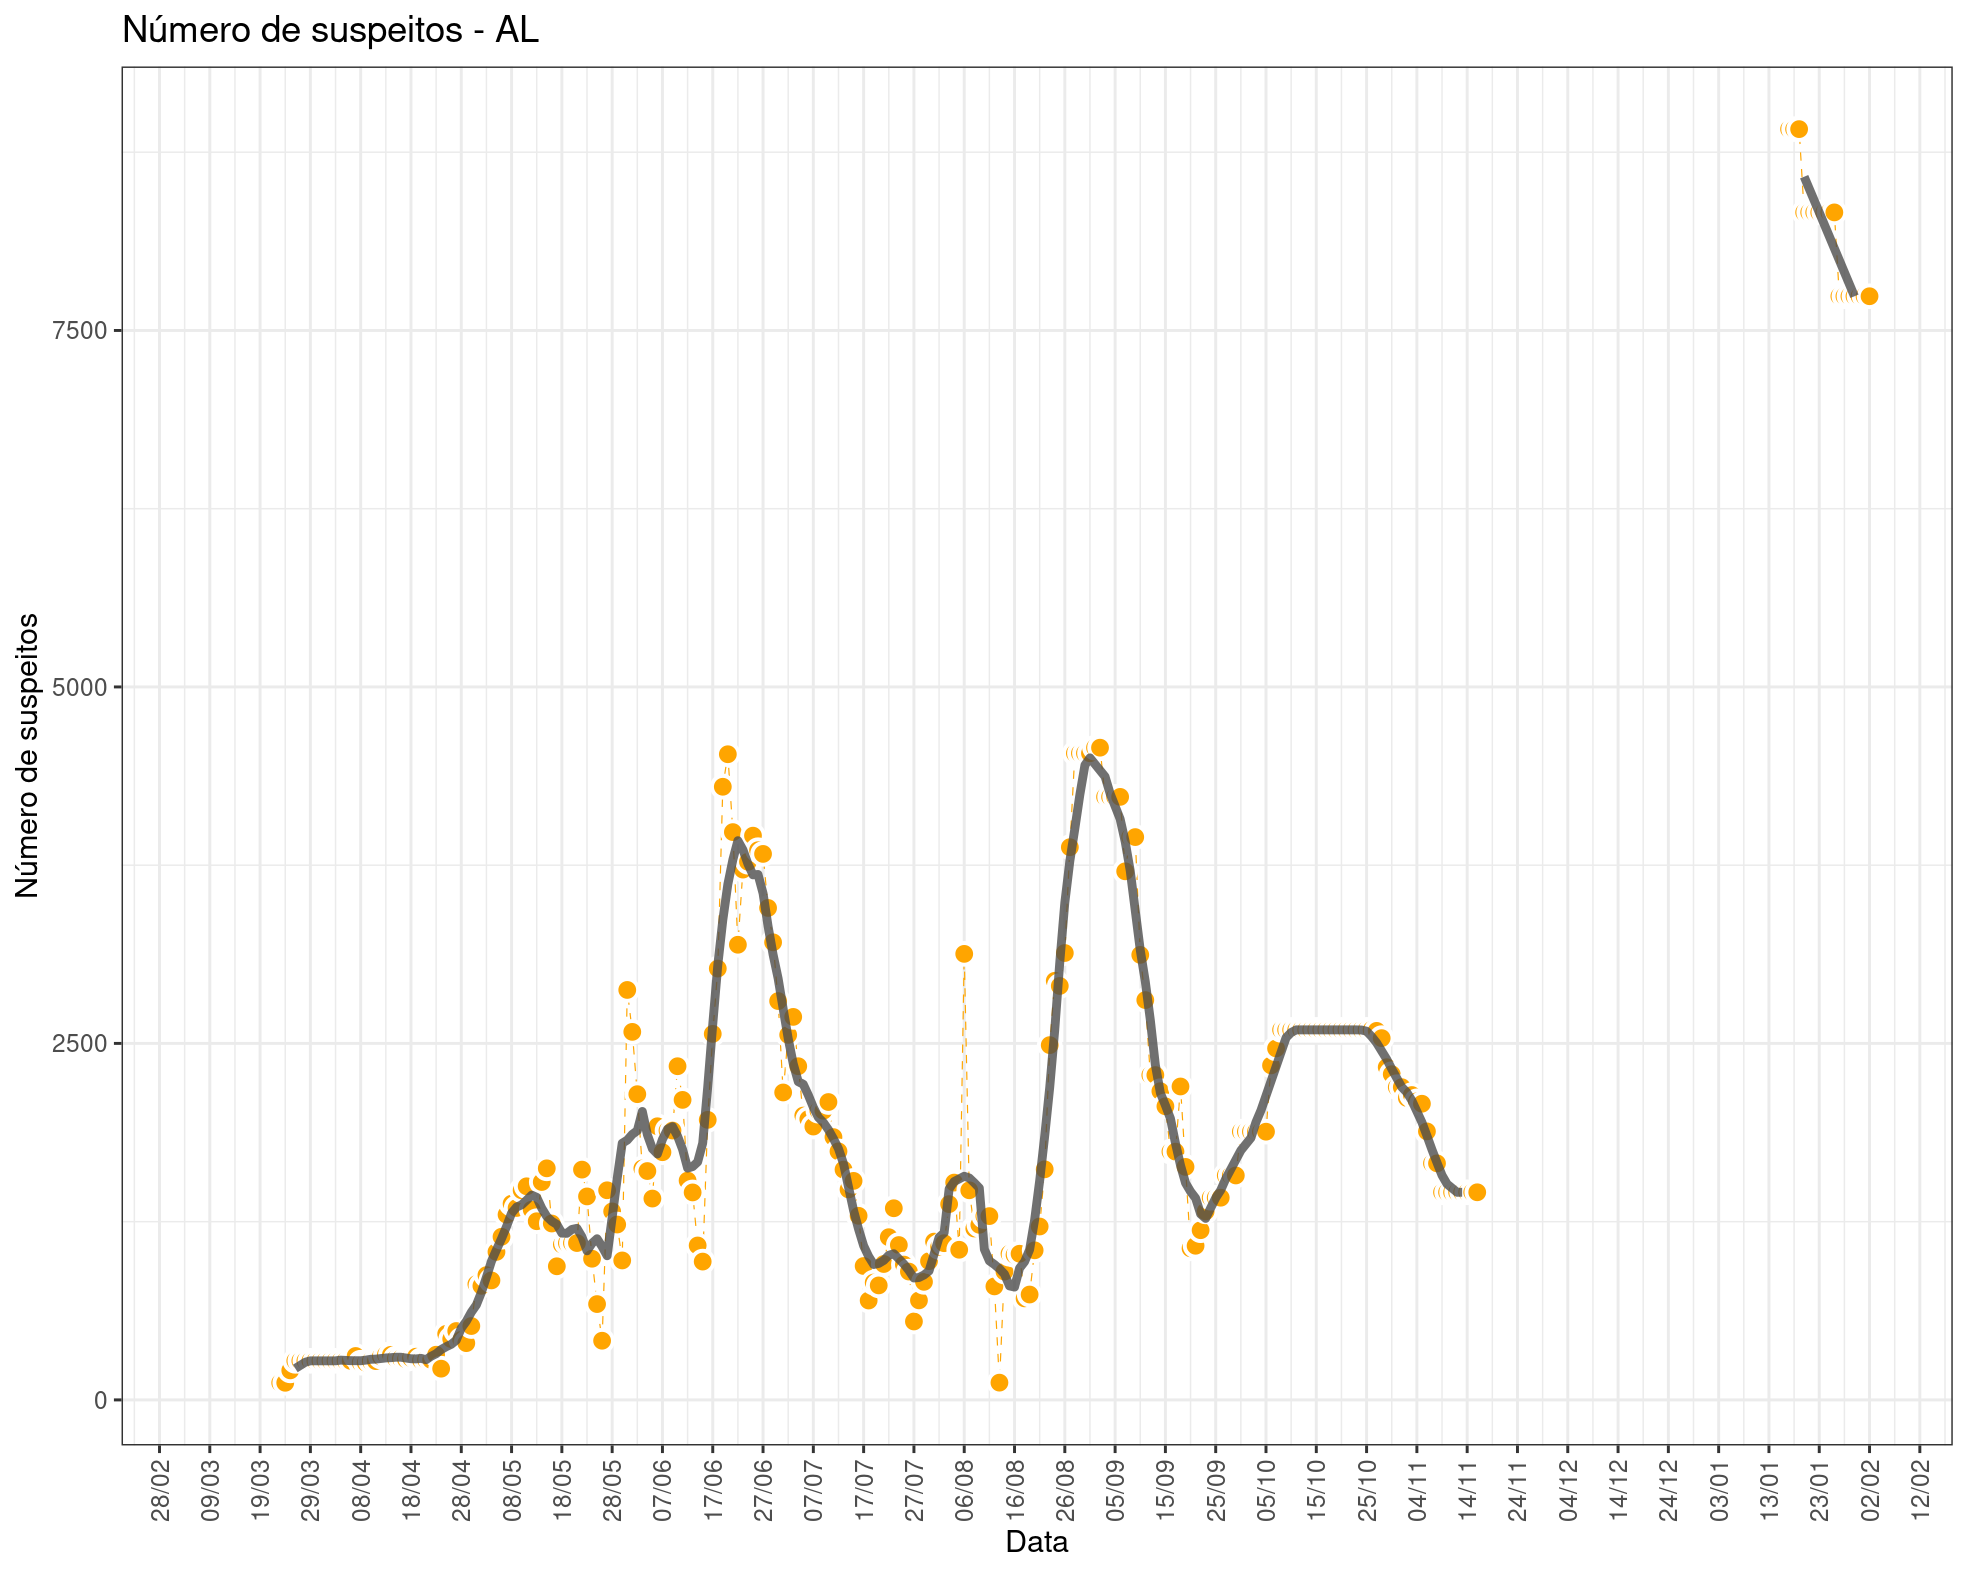 Número de suspeitos - AL
Número de suspeitos
7500
5000
2500
0
28/02 09/03 19/03 29/03 08/04 18/04 28/04 08/05 18/05 28/05 07/06 17/06 27/06 07/07 17/07 27/07 06/08 16/08 26/08 05/09 15/09 25/09 05/10 15/10 25/10 04/11 14/11 24/11 04/12 14/12 24/12 03/01 13/01 23/01 02/02 12/02
Data